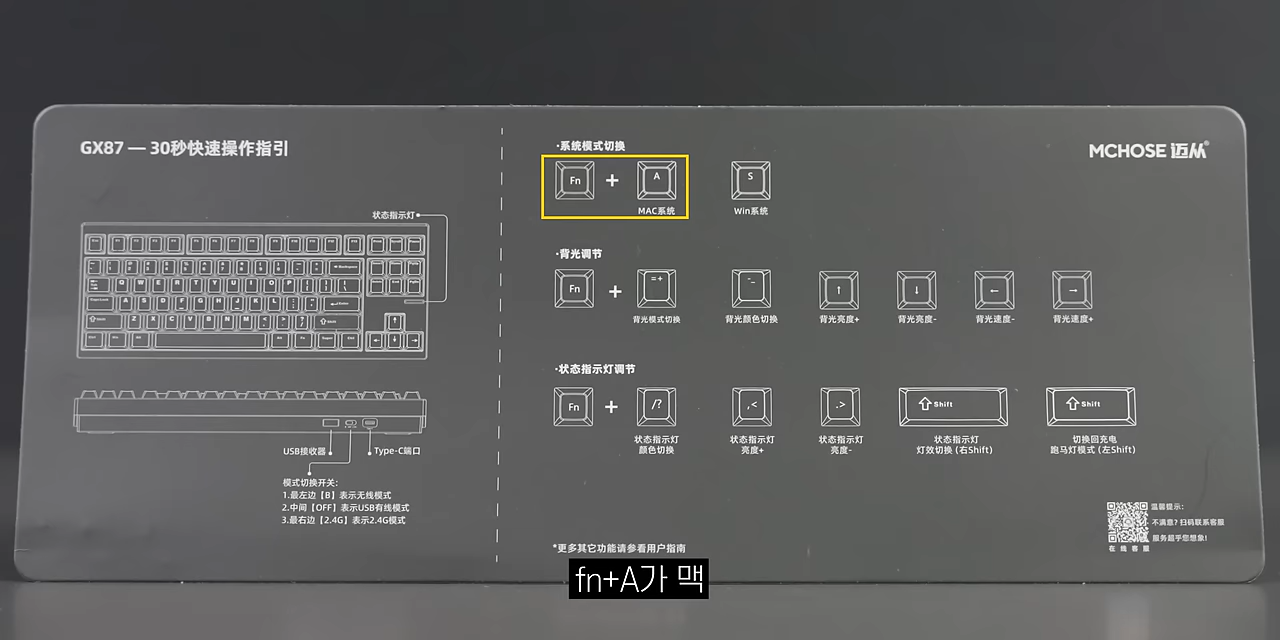 GX87 — 30秒快速操作指引
状态指示灯
USB接收器
Type-C端口
模式切换开关:
1.最左边【B】表示无线模式
2.中间【OFF】表示USB有线模式
3.最右边【2.4G】表示2.4G模式
·系统模式切换
Fn + A S
MAC系统 Win系统
MCHOSE 迈从®
·背光调节
Fn + =+ -_ ↑ ↓ ← →
背光模式切换 背光颜色切换 背光亮度+ 背光亮度- 背光速度- 背光速度+
·状态指示灯调节
Fn + /? ,< .> Shift Shift
状态指示灯 状态指示灯 状态指示灯 状态指示灯 切换回充电
颜色切换 亮度+ 亮度- 灯效切换 (右Shift) 跑马灯模式 (左Shift)
温馨提示:
不满意? 扫码联系客服
服务超乎您想象!
在线客服
*更多其它功能请参看用户指南
fn+A가 맥